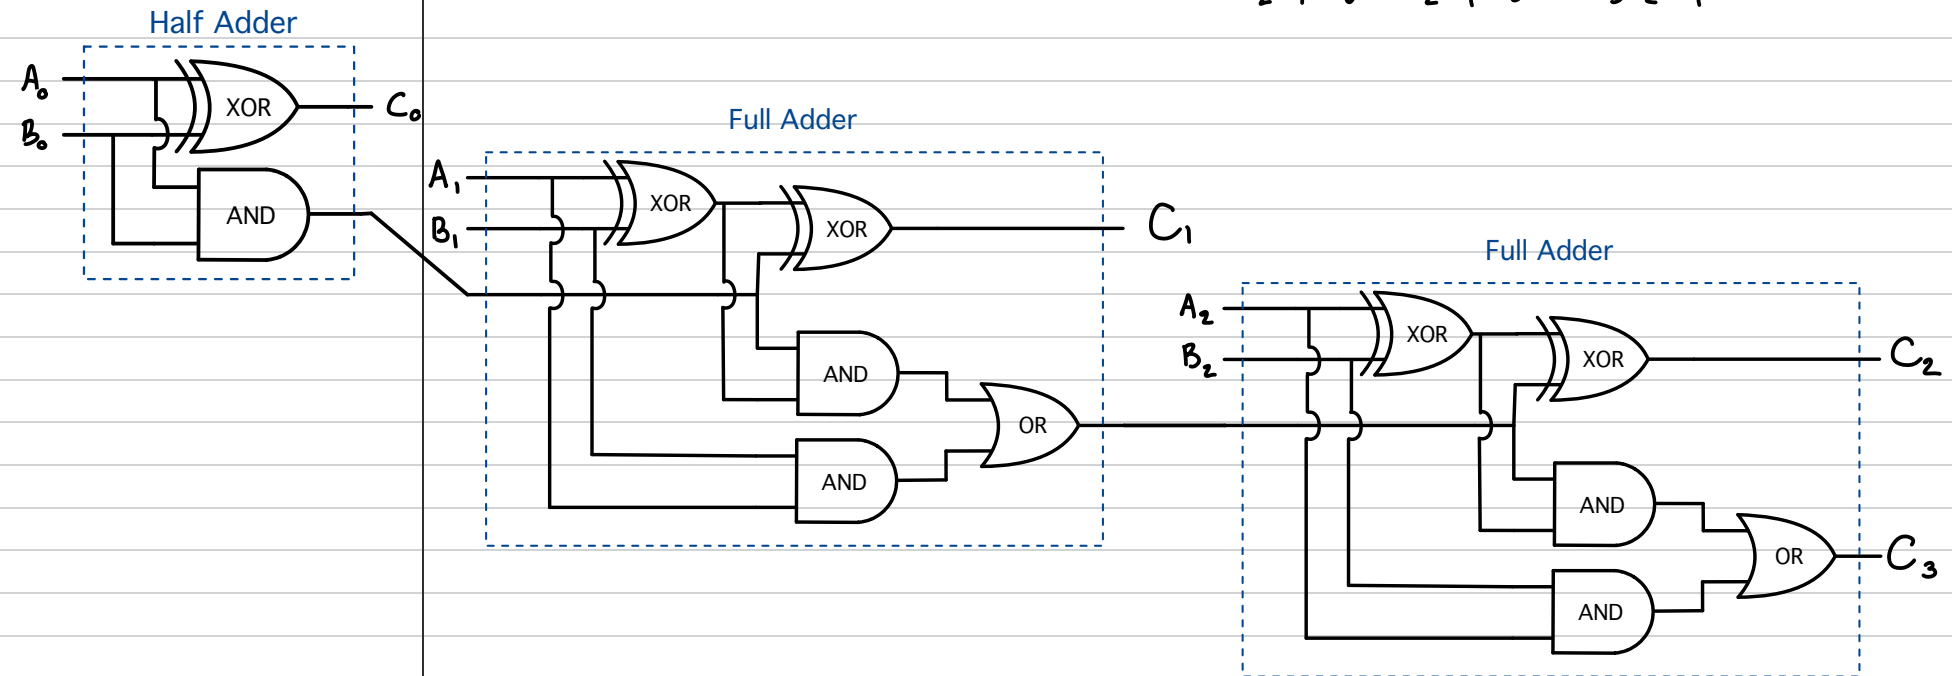 Half Adder
A₀
XOR
C₀
B₀
AND
Full Adder
A₁
XOR
B₁
XOR
C₁
AND
AND
OR
Full Adder
A₂
XOR
B₂
XOR
C₂
AND
AND
OR
C₃